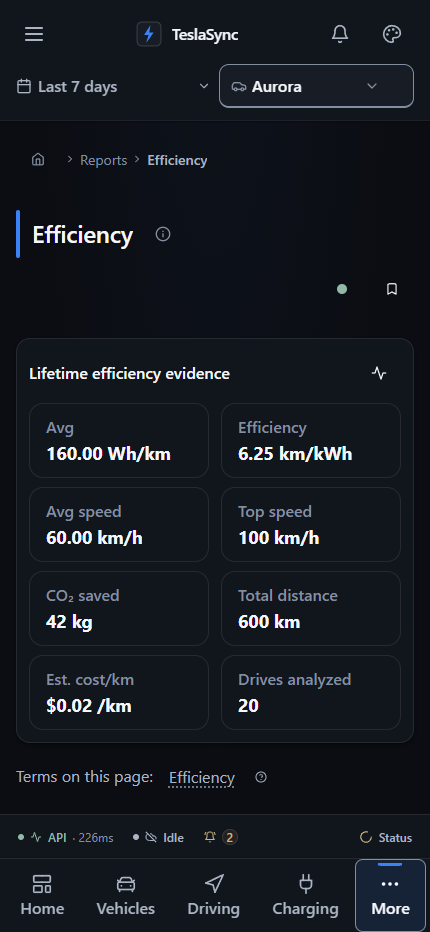 TeslaSync
Last 7 days
Aurora
Reports
Efficiency
Efficiency
Lifetime efficiency evidence
Avg
160.00 Wh/km
Efficiency
6.25 km/kWh
Avg speed
60.00 km/h
Top speed
100 km/h
CO₂ saved
42 kg
Total distance
600 km
Est. cost/km
$0.02 /km
Drives analyzed
20
Terms on this page: Efficiency
API · 226ms
Idle
2
Status
Home
Vehicles
Driving
Charging
More